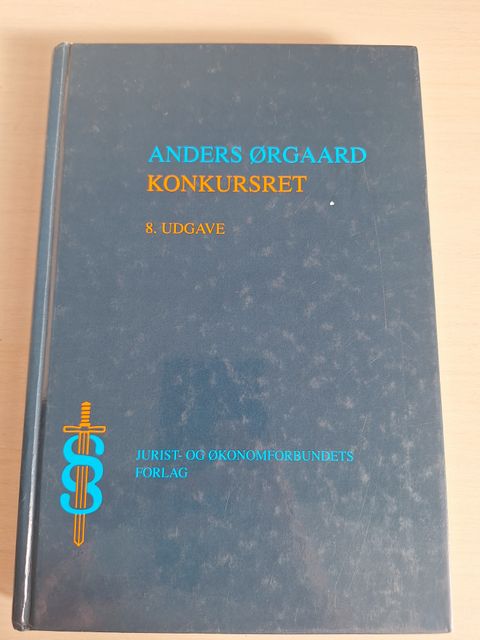 ANDERS ØRGAARD
KONKURSRET
8. UDGAVE
JURIST- OG ØKONOMFORBUNDETS
FORLAG